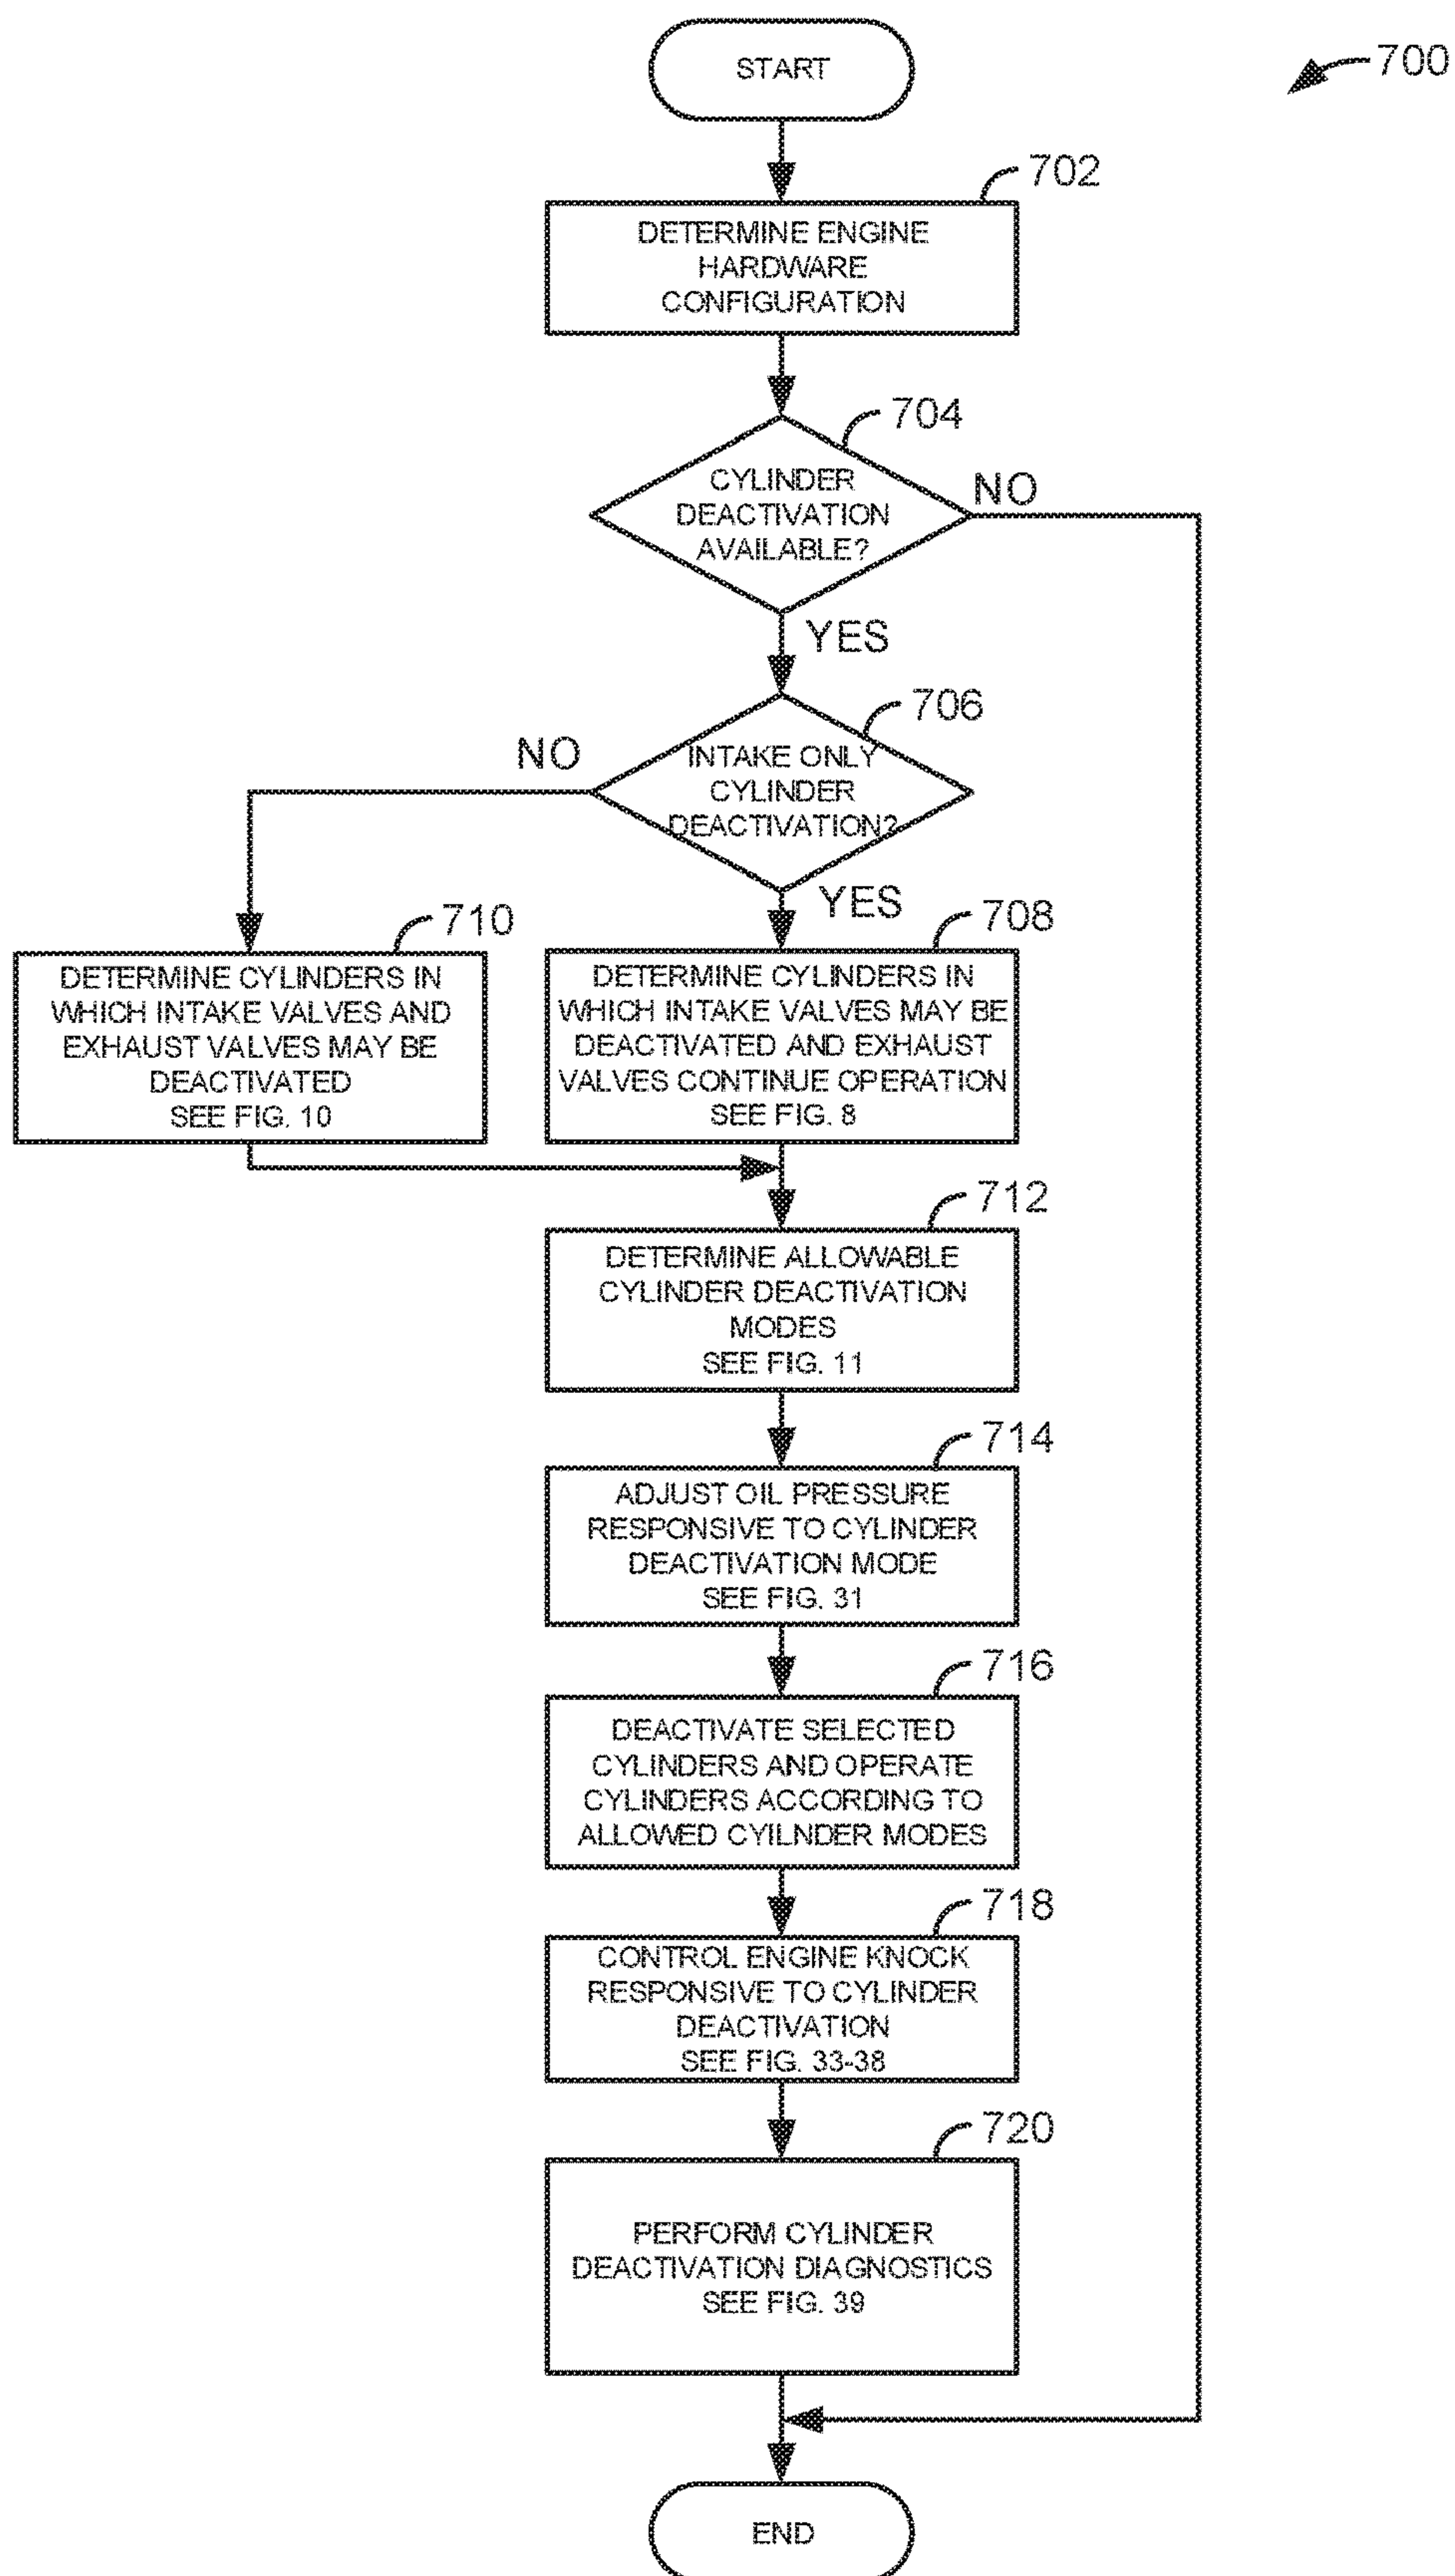 START
700
702
DETERMINE ENGINE
HARDWARE
CONFIGURATION
704
CYLINDER
DEACTIVATION
AVAILABLE?
NO
YES
706
INTAKE ONLY
CYLINDER
DEACTIVATION?
NO
YES
710
DETERMINE CYLINDERS IN
WHICH INTAKE VALVES AND
EXHAUST VALVES MAY BE
DEACTIVATED
SEE FIG. 10
708
DETERMINE CYLINDERS IN
WHICH INTAKE VALVES MAY BE
DEACTIVATED AND EXHAUST
VALVES CONTINUE OPERATION
SEE FIG. 8
712
DETERMINE ALLOWABLE
CYLINDER DEACTIVATION
MODES
SEE FIG. 11
714
ADJUST OIL PRESSURE
RESPONSIVE TO CYLINDER
DEACTIVATION MODE
SEE FIG. 31
716
DEACTIVATE SELECTED
CYLINDERS AND OPERATE
CYLINDERS ACCORDING TO
ALLOWED CYILNDER MODES
718
CONTROL ENGINE KNOCK
RESPONSIVE TO CYLINDER
DEACTIVATION
SEE FIG. 33-38
720
PERFORM CYLINDER
DEACTIVATION DIAGNOSTICS
SEE FIG. 39
END